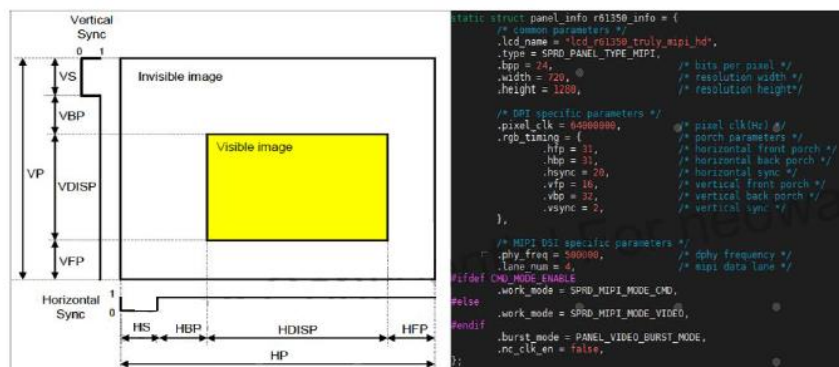 Vertical
Sync
0 1
VS
VBP
VP
VDISP
VFP
Invisible image
Visible image
Horizontal
Sync
1
0
HS
HBP
HDISP
HFP
HP
static struct panel_info r61350_info = {
/* common parameters */
.lcd_name = "lcd_r61350_truly_mipi_hd",
.type = SPRD_PANEL_TYPE_MIPI,
.bpp = 24, /* bits per pixel */
.width = 720, /* resolution width */
.height = 1280, /* resolution height*/
/* DPI specific parameters */
.pixel_clk = 64000000, /* pixel clk(Hz) */
.rgb_timing = { /* porch parameters */
.hfp = 31, /* horizontal front porch */
.hbp = 31, /* horizontal back porch */
.hsync = 20, /* horizontal sync */
.vfp = 16, /* vertical front porch */
.vbp = 32, /* vertical back porch */
.vsync = 2, /* vertical sync */
},
/* MIPI DSI specific parameters */
.phy_freq = 500000, /* dphy frequency */
.lane_num = 4, /* mipi data lane */
#ifdef CMD_MODE_ENABLE
.work_mode = SPRD_MIPI_MODE_CMD,
#else
.work_mode = SPRD_MIPI_MODE_VIDEO,
#endif
.burst_mode = PANEL_VIDEO_BURST_MODE,
.nc_clk_en = false,
};